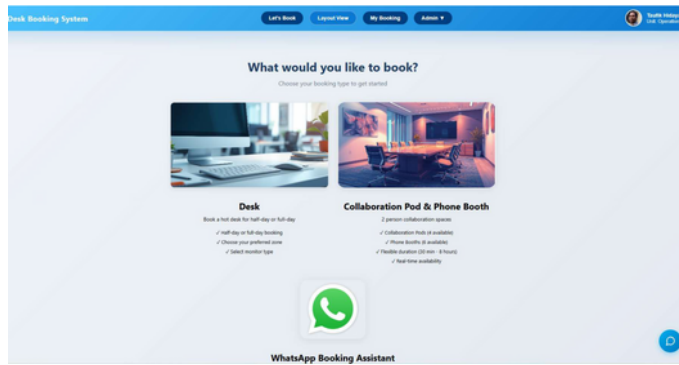 Desk Booking System
Let's Book
Layout View
My Booking
Admin ▼
What would you like to book?
Choose your booking type to get started
Desk
Book a hot desk for half-day or full-day
✓ Half-day or full-day booking
✓ Choose your preferred zone
✓ Select monitor type
Collaboration Pod & Phone Booth
2 person collaboration spaces
✓ Collaboration Pods (4 available)
✓ Phone Booths (6 available)
✓ Flexible duration (30 min - 8 hours)
✓ Real-time availability
WhatsApp Booking Assistant